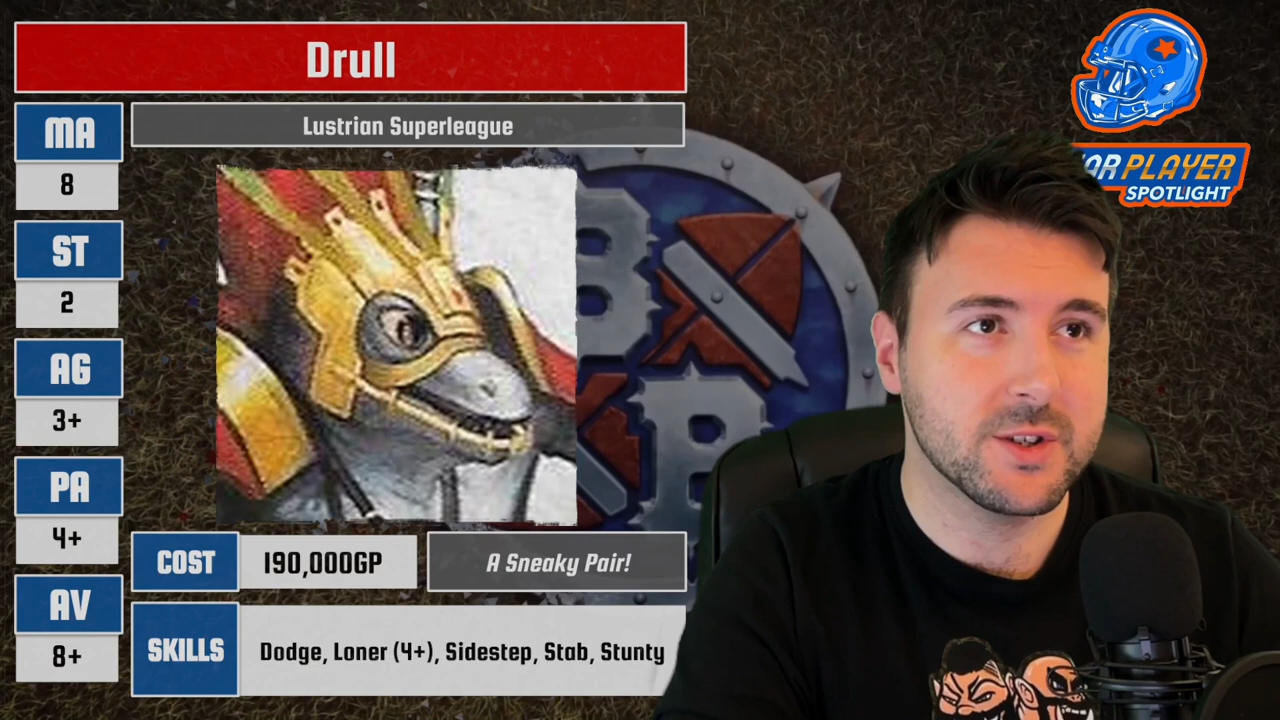 Drull
MA
Lustrian Superleague
8
ST
2
AG
3+
PA
4+
AV
8+
COST
190,000GP
A Sneaky Pair!
SKILLS
Dodge, Loner (4+), Sidestep, Stab, Stunty
B
B
PLAYER
SPOTLIGHT